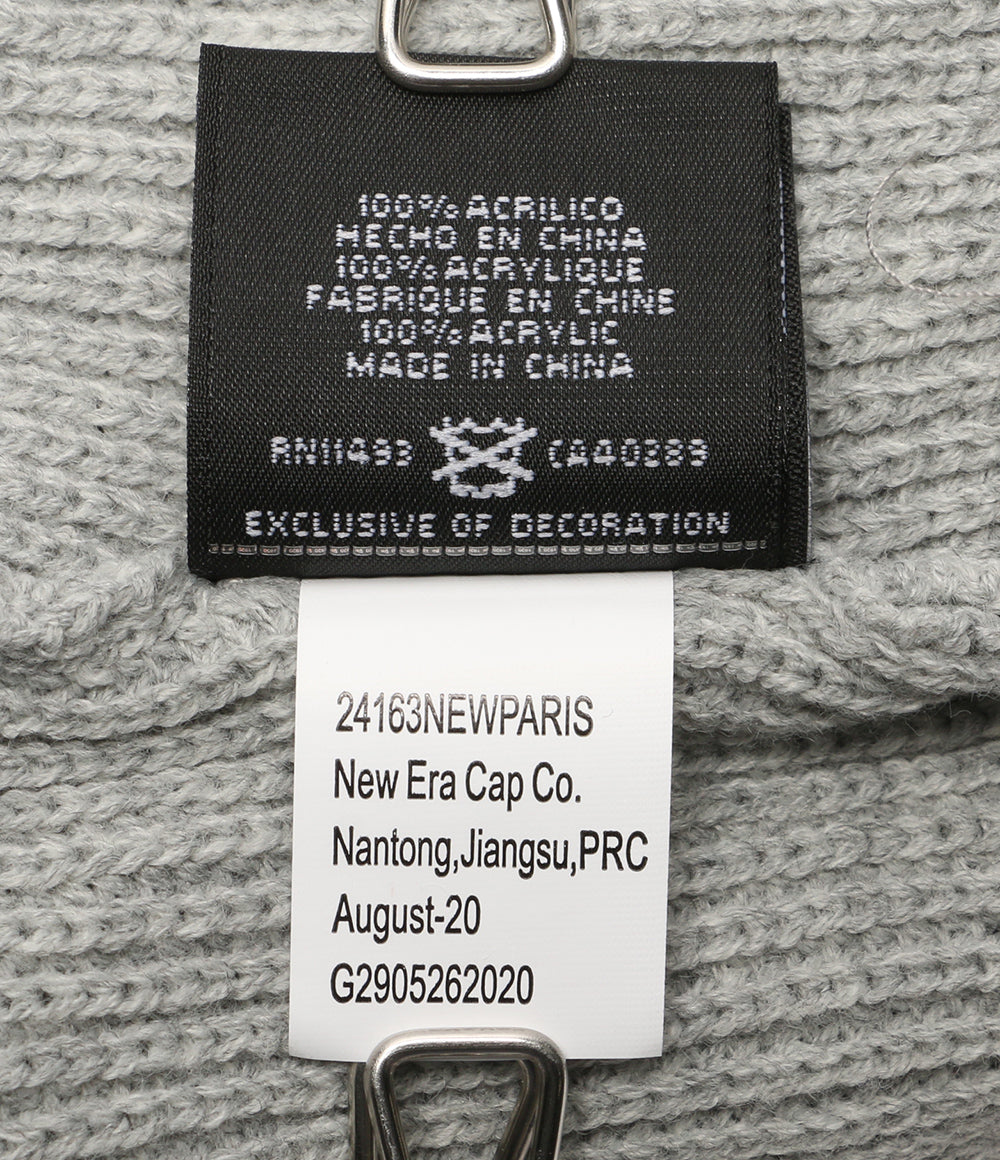 100% ACRILICO
HECHO EN CHINA
100% ACRYLIQUE
FABRIQUE EN CHINE
100% ACRYLIC
MADE IN CHINA
RN11493 CA40389
EXCLUSIVE OF DECORATION
24163NEWPARIS
New Era Cap Co.
Nantong,Jiangsu,PRC
August-20
G2905262020